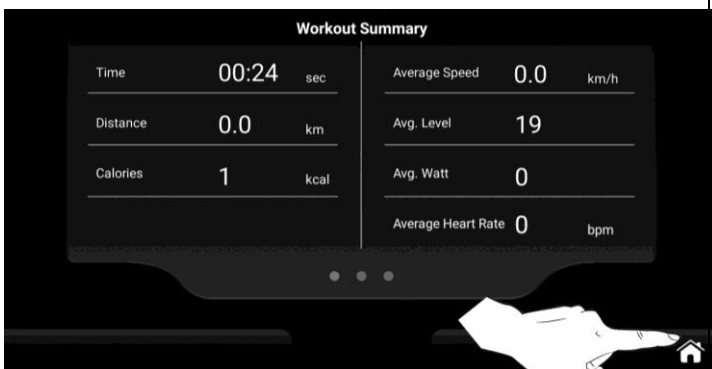 Workout Summary
Time 00:24 sec
Distance 0.0 km
Calories 1 kcal
Average Speed 0.0 km/h
Avg. Level 19
Avg. Watt 0
Average Heart Rate 0 bpm